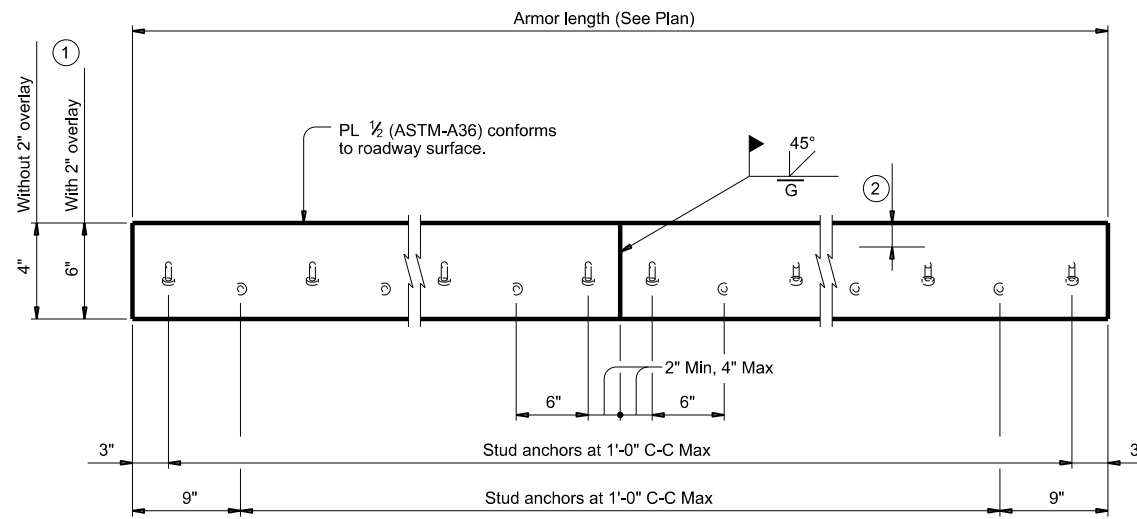 Armor length (See Plan)
1
Without 2" overlay
With 2" overlay
PL ½ (ASTM-A36) conforms
to roadway surface.
45°
G
2
4"
6"
2" Min, 4" Max
6"
6"
3"
Stud anchors at 1'-0" C-C Max
3
9"
Stud anchors at 1'-0" C-C Max
9"